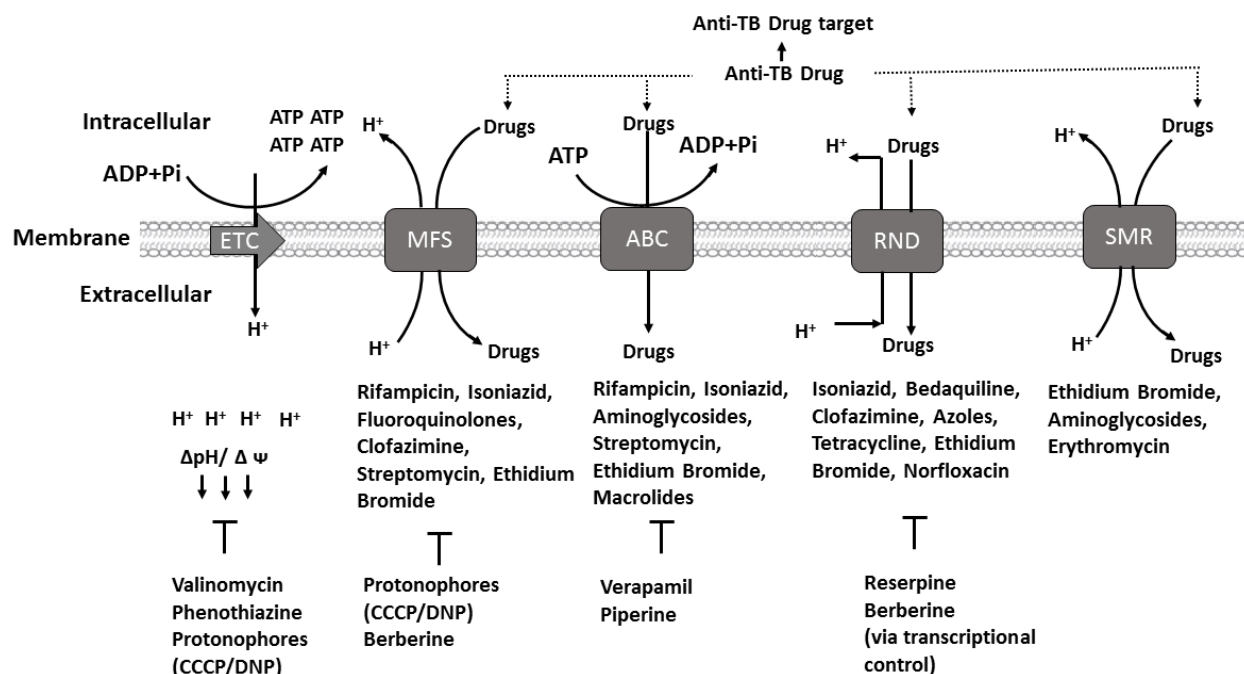 Anti-TB Drug target
Anti-TB Drug
Intracellular
ADP+Pi
ATP ATP
ATP ATP
H⁺
Drugs
ATP
Drugs
ADP+Pi
H⁺
Drugs
H⁺
Drugs
Membrane
ETC
MFS
ABC
RND
SMR
Extracellular
H⁺
H⁺
Drugs
Drugs
H⁺
Drugs
H⁺
Drugs
H⁺ H⁺ H⁺ H⁺
ΔpH/ Δ Ψ
Rifampicin, Isoniazid,
Fluoroquinolones,
Clofazimine,
Streptomycin, Ethidium
Bromide
Rifampicin, Isoniazid,
Aminoglycosides,
Streptomycin,
Ethidium Bromide,
Macrolides
Isoniazid, Bedaquiline,
Clofazimine, Azoles,
Tetracycline, Ethidium
Bromide, Norfloxacin
Ethidium Bromide,
Aminoglycosides,
Erythromycin
Valinomycin
Phenothiazine
Protonophores
(CCCP/DNP)
Protonophores
(CCCP/DNP)
Berberine
Verapamil
Piperine
Reserpine
Berberine
(via transcriptional
control)